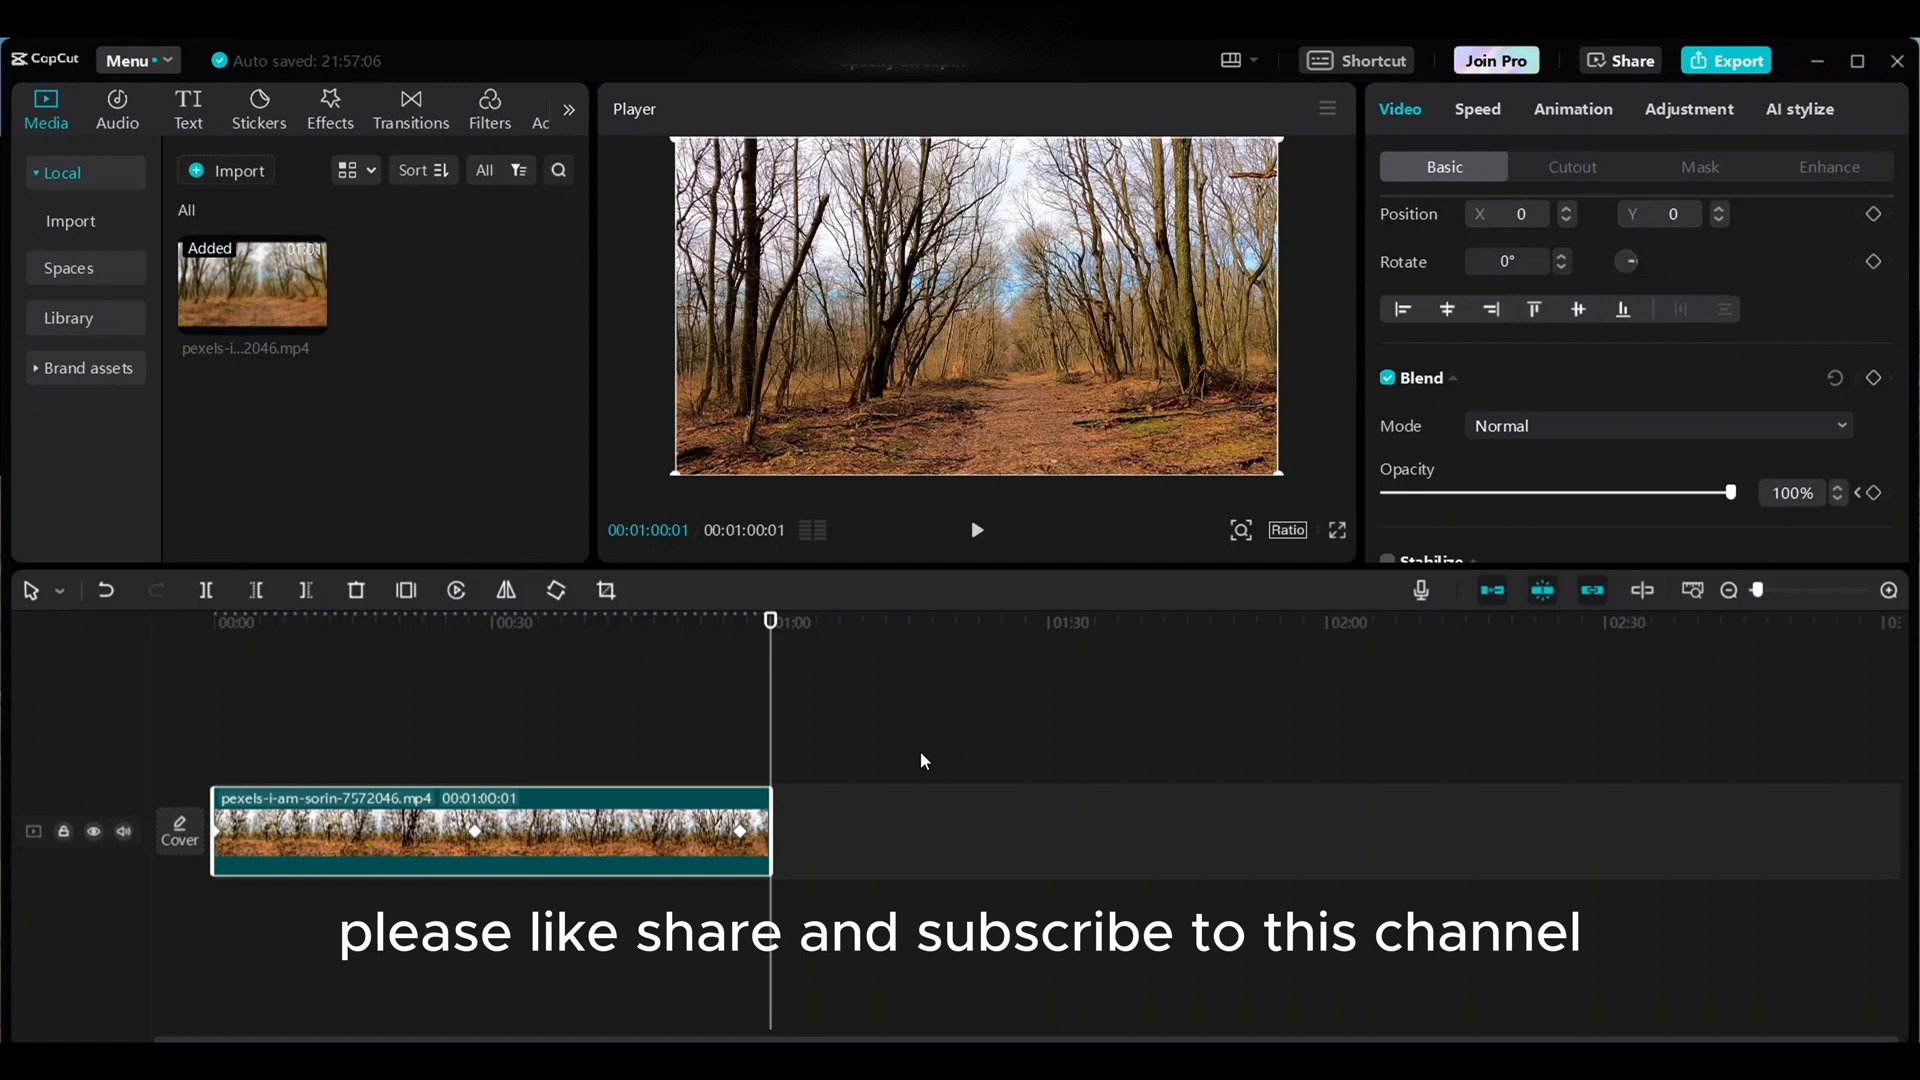 CapCut
Menu
Auto saved: 21:57:06
Shortcut
Join Pro
Share
Export
Media
Audio
Text
Stickers
Effects
Transitions
Filters
Ac
Player
Video
Speed
Animation
Adjustment
AI stylize
Local
Import
Spaces
Library
Brand assets
Import
Sort
All
All
Added
01:01
pexels-i...2046.mp4
Basic
Cutout
Mask
Enhance
Position
X 0
Y 0
Rotate
0°
Blend
Mode
Normal
Opacity
100%
Stabilize
00:01:00:01
00:01:00:01
Ratio
00:00
00:30
01:00
01:30
02:00
02:30
Cover
pexels-i-am-sorin-7572046.mp4 00:01:00:01
please like share and subscribe to this channel